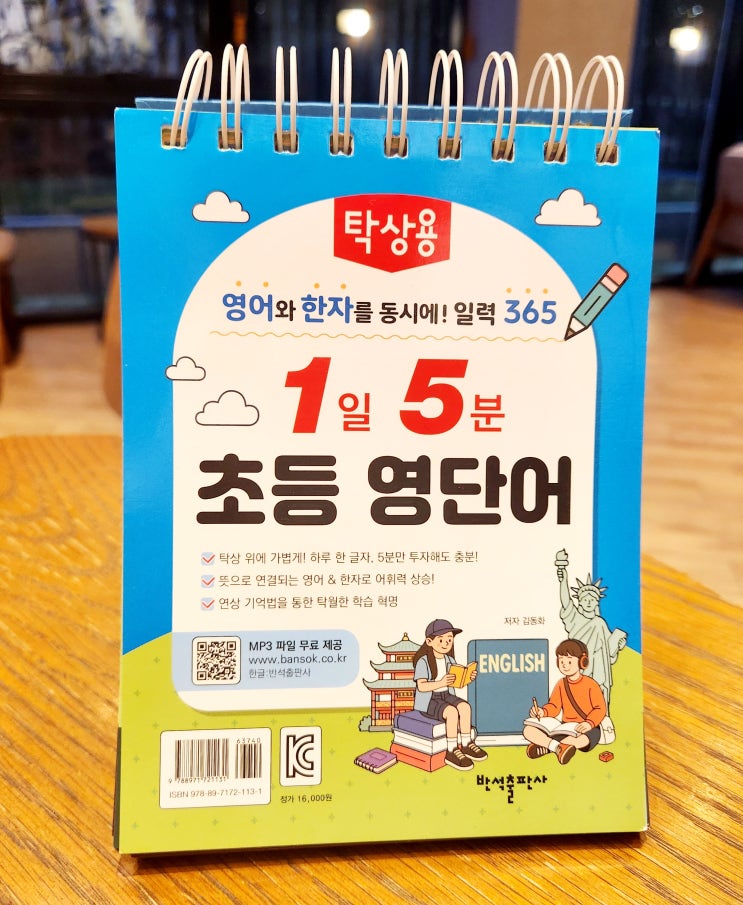 탁상용
영어와 한자를 동시에! 일력 365
1일 5분
초등 영단어
탁상 위에 가볍게! 하루 한 글자, 5분만 투자해도 충분!
뜻으로 연결되는 영어 & 한자로 어휘력 상승!
연상 기억법을 통한 탁월한 학습 혁명
저자 김동화
ENGLISH
MP3 파일 무료 제공
www.bansok.co.kr
한글:반석출판사
63740
9 788971 721131
ISBN 978-89-7172-113-1
정가 16,000원
반석출판사